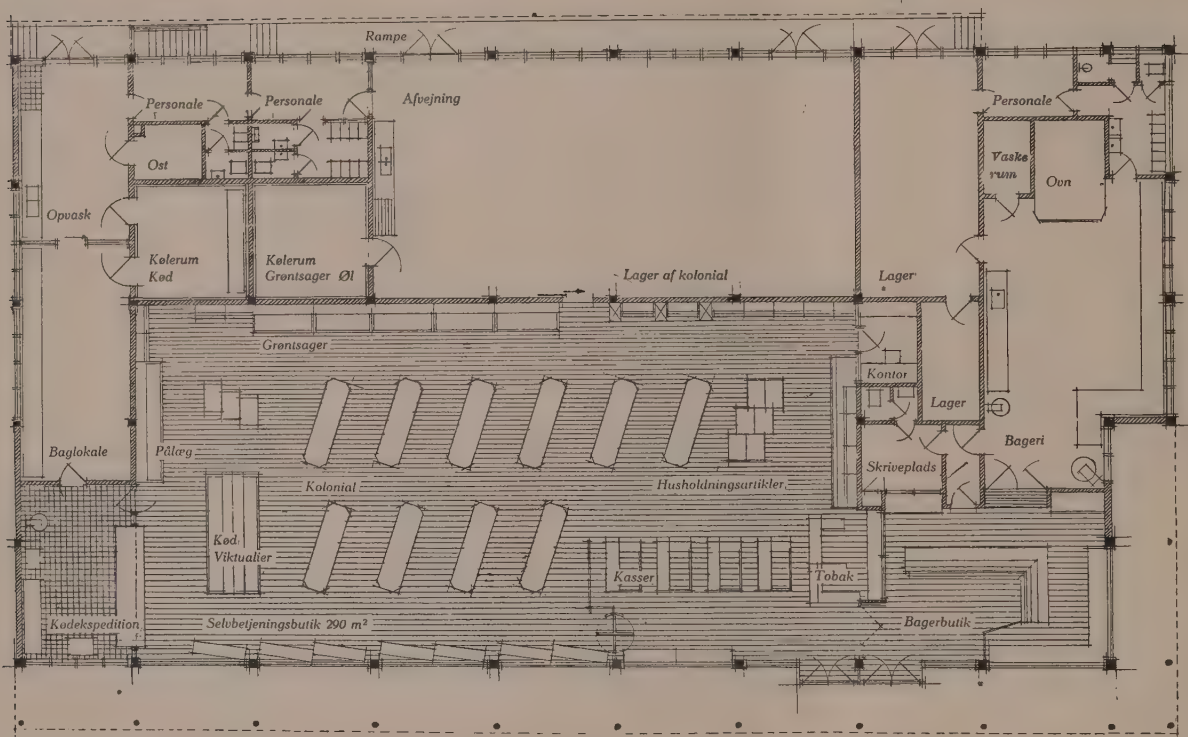 Rampe
Personale
Personale
Afvejning
Personale
Ost
Vaske
rum
Ovn
Opvask
Kølerum
Kød
Kølerum
Grøntsager Øl
Lager af kolonial
Lager
Grøntsager
Kontor
Lager
Baglokale
Pålæg
Kolonial
Husholdningsartikler
Skriveplads
Bageri
Kød
Viktualier
Kasser
Tobak
Kødekspedition
Selvbetjeningsbutik 290 m²
Bagerbutik